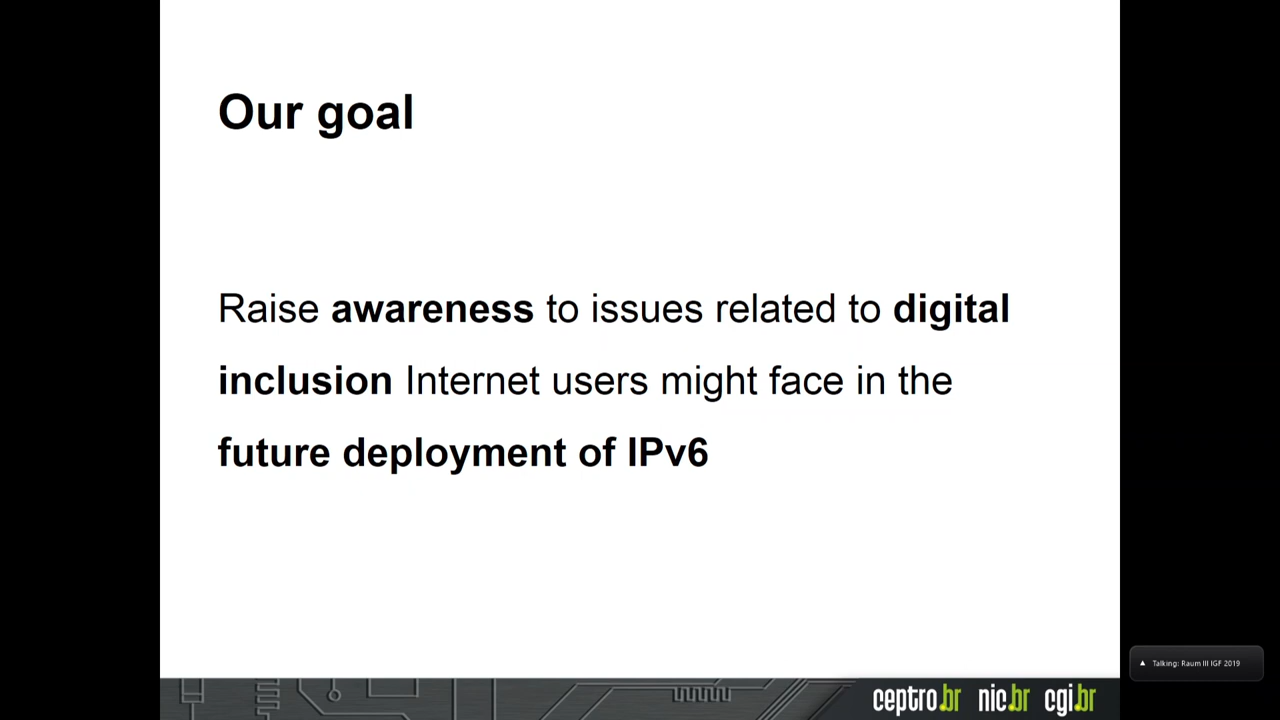 Our goal
Raise awareness to issues related to digital
inclusion Internet users might face in the
future deployment of IPv6
ceptro.br nic.br cgi.br
Talking: Raum III IGF 2019